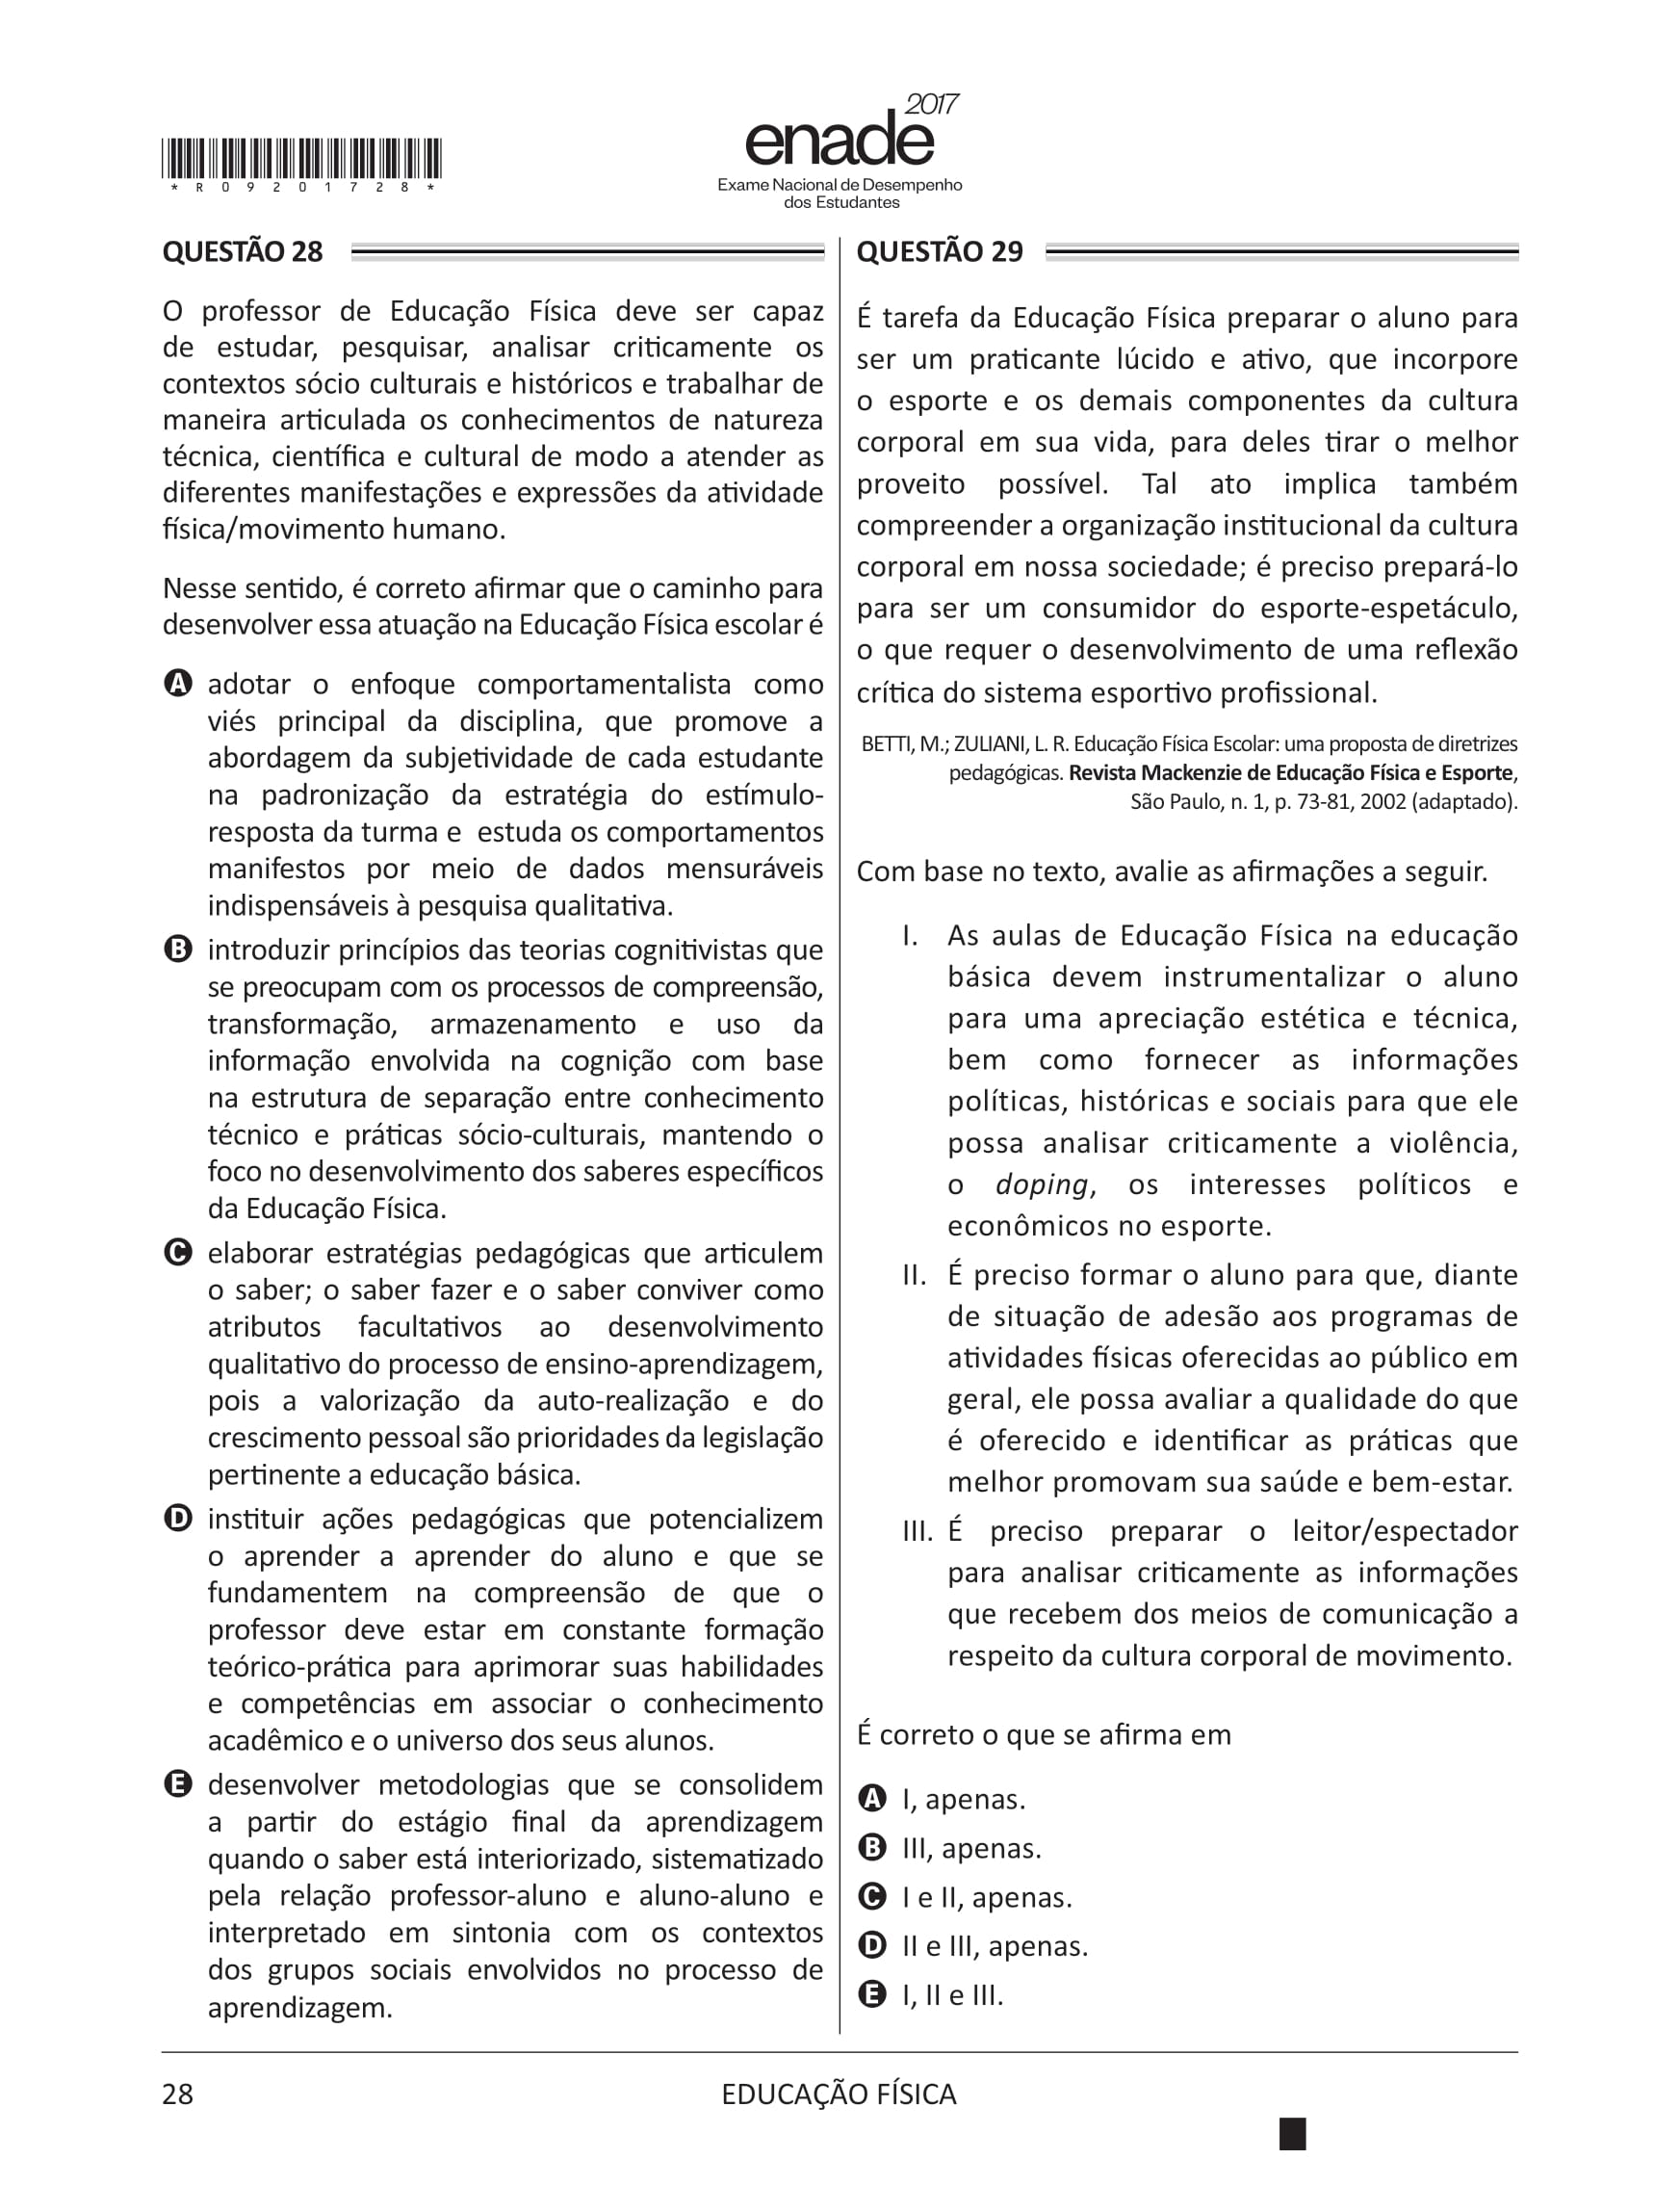 *R09201728*
enade 2017
Exame Nacional de Desempenho
dos Estudantes
QUESTÃO 28
O professor de Educação Física deve ser capaz
de estudar, pesquisar, analisar criticamente os
contextos sócio culturais e históricos e trabalhar de
maneira articulada os conhecimentos de natureza
técnica, científica e cultural de modo a atender as
diferentes manifestações e expressões da atividade
física/movimento humano.
Nesse sentido, é correto afirmar que o caminho para
desenvolver essa atuação na Educação Física escolar é
A adotar o enfoque comportamentalista como
viés principal da disciplina, que promove a
abordagem da subjetividade de cada estudante
na padronização da estratégia do estímulo-
resposta da turma e estuda os comportamentos
manifestos por meio de dados mensuráveis
indispensáveis à pesquisa qualitativa.
B introduzir princípios das teorias cognitivistas que
se preocupam com os processos de compreensão,
transformação, armazenamento e uso da
informação envolvida na cognição com base
na estrutura de separação entre conhecimento
técnico e práticas sócio-culturais, mantendo o
foco no desenvolvimento dos saberes específicos
da Educação Física.
C elaborar estratégias pedagógicas que articulem
o saber; o saber fazer e o saber conviver como
atributos facultativos ao desenvolvimento
qualitativo do processo de ensino-aprendizagem,
pois a valorização da auto-realização e do
crescimento pessoal são prioridades da legislação
pertinente a educação básica.
D instituir ações pedagógicas que potencializem
o aprender a aprender do aluno e que se
fundamentem na compreensão de que o
professor deve estar em constante formação
teórico-prática para aprimorar suas habilidades
e competências em associar o conhecimento
acadêmico e o universo dos seus alunos.
E desenvolver metodologias que se consolidem
a partir do estágio final da aprendizagem
quando o saber está interiorizado, sistematizado
pela relação professor-aluno e aluno-aluno e
interpretado em sintonia com os contextos
dos grupos sociais envolvidos no processo de
aprendizagem.
QUESTÃO 29
É tarefa da Educação Física preparar o aluno para
ser um praticante lúcido e ativo, que incorpore
o esporte e os demais componentes da cultura
corporal em sua vida, para deles tirar o melhor
proveito possível. Tal ato implica também
compreender a organização institucional da cultura
corporal em nossa sociedade; é preciso prepará-lo
para ser um consumidor do esporte-espetáculo,
o que requer o desenvolvimento de uma reflexão
crítica do sistema esportivo profissional.
BETTI, M.; ZULIANI, L. R. Educação Física Escolar: uma proposta de diretrizes
pedagógicas. Revista Mackenzie de Educação Física e Esporte,
São Paulo, n. 1, p. 73-81, 2002 (adaptado).
Com base no texto, avalie as afirmações a seguir.
I. As aulas de Educação Física na educação
básica devem instrumentalizar o aluno
para uma apreciação estética e técnica,
bem como fornecer as informações
políticas, históricas e sociais para que ele
possa analisar criticamente a violência,
o doping, os interesses políticos e
econômicos no esporte.
II. É preciso formar o aluno para que, diante
de situação de adesão aos programas de
atividades físicas oferecidas ao público em
geral, ele possa avaliar a qualidade do que
é oferecido e identificar as práticas que
melhor promovam sua saúde e bem-estar.
III. É preciso preparar o leitor/espectador
para analisar criticamente as informações
que recebem dos meios de comunicação a
respeito da cultura corporal de movimento.
É correto o que se afirma em
A I, apenas.
B III, apenas.
C I e II, apenas.
D II e III, apenas.
E I, II e III.
28
EDUCAÇÃO FÍSICA